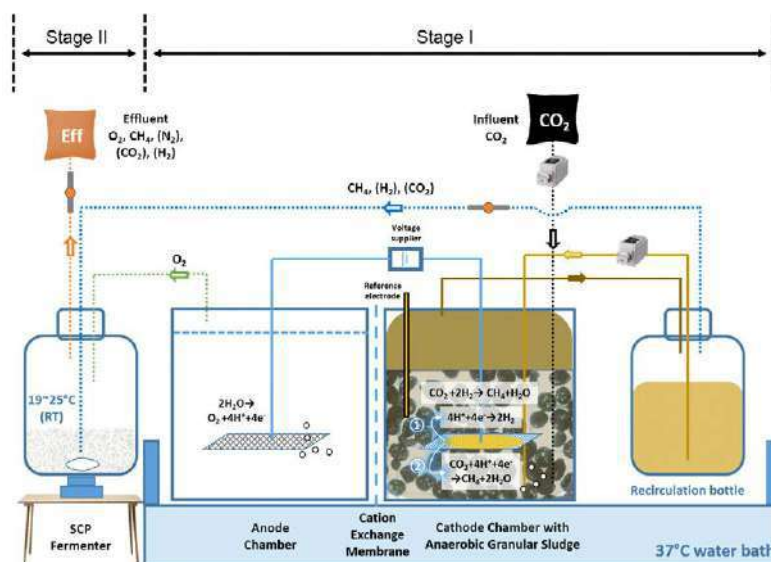 Stage II
Stage I
Eff
Effluent
O₂, CH₄, (N₂),
(CO₂), (H₂)
Influent
CO₂
CO₂
CH₄, (H₂), (CO₂)
Voltage
supplier
O₂
Reference
electrode
19~25°C
(RT)
2H₂O→
O₂+4H⁺+4e⁻
CO₂ +2H₂→ CH₄+H₂O
4H⁺+4e⁻→2H₂
①
②
CO₂+4H⁺+4e⁻
→CH₄+2H₂O
Recirculation bottle
SCP
Fermenter
Anode
Chamber
Cation
Exchange
Membrane
Cathode Chamber with
Anaerobic Granular Sludge
37°C water bath